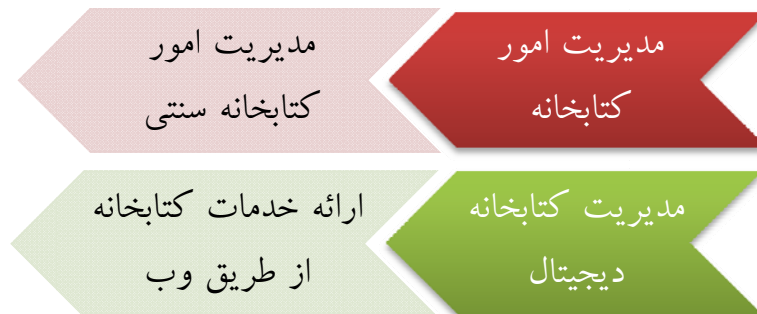 مدیریت امور
کتابخانه
مدیریت امور
کتابخانه سنتی
مدیریت کتابخانه
دیجیتال
ارائه خدمات کتابخانه
از طریق وب